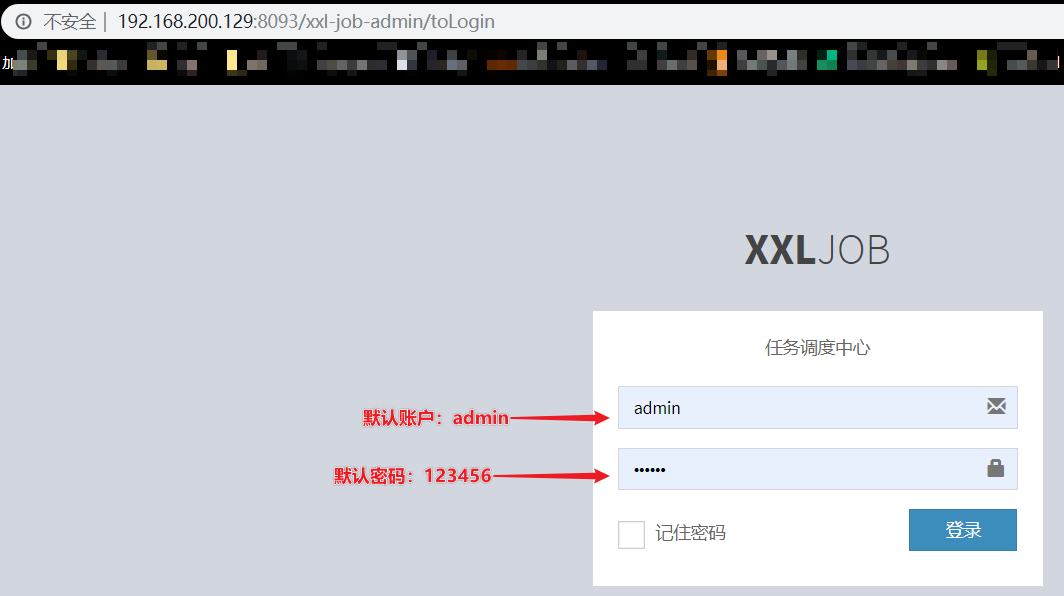 不安全 | 192.168.200.129:8093/xxl-job-admin/toLogin
加
XXLJOB
任务调度中心
默认账户：admin
admin
默认密码：123456
••••••
记住密码
登录